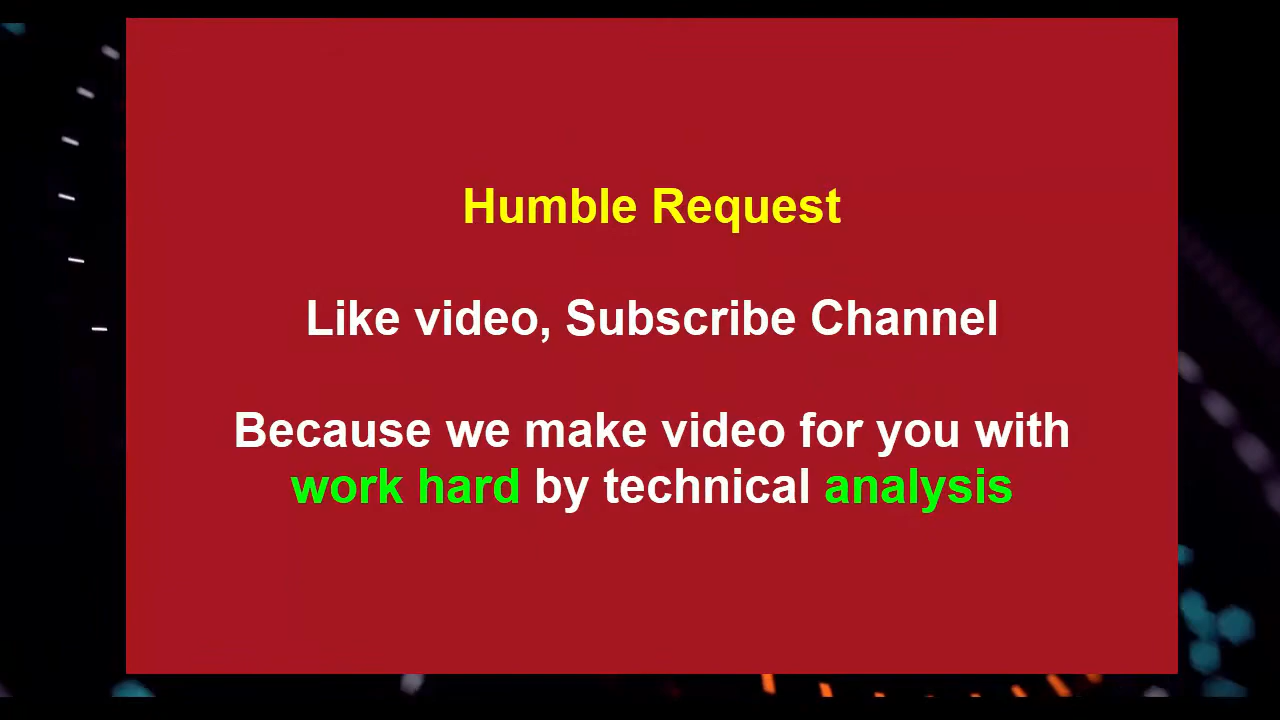 Humble Request
Like video, Subscribe Channel
Because we make video for you with
work hard by technical analysis